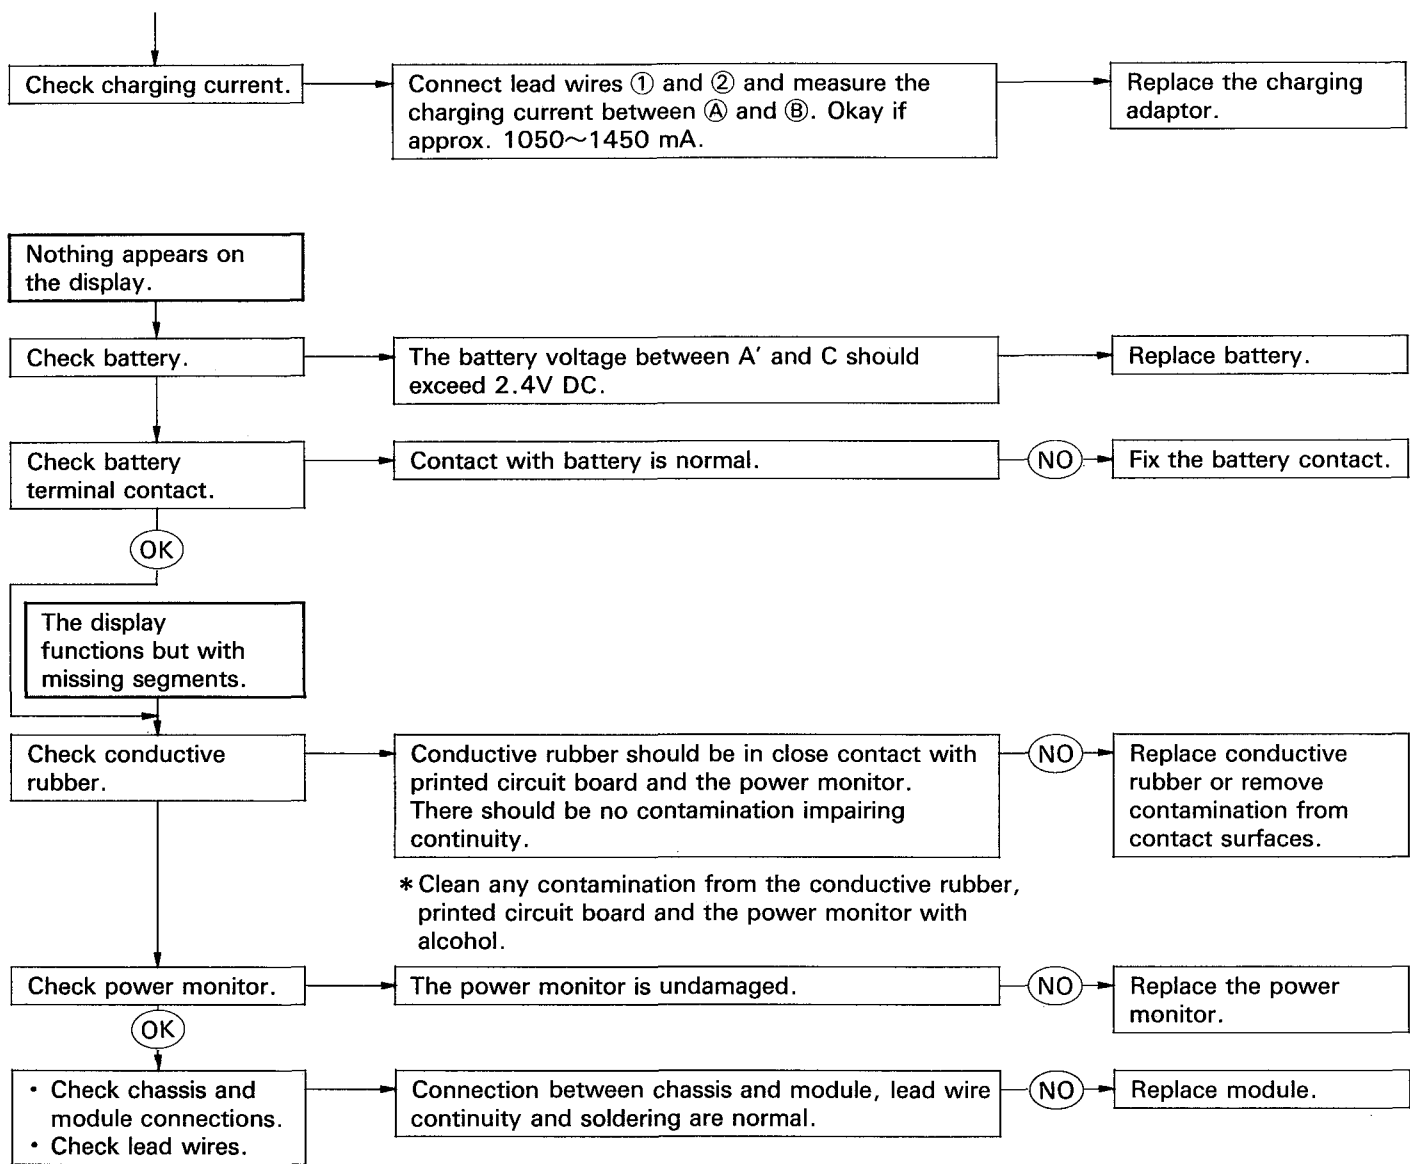 Check charging current.
Connect lead wires ① and ② and measure the
charging current between Ⓐ and Ⓑ. Okay if
approx. 1050～1450 mA.
Replace the charging
adaptor.
Nothing appears on
the display.
Check battery.
The battery voltage between A′ and C should
exceed 2.4V DC.
Replace battery.
Check battery
terminal contact.
Contact with battery is normal.
NO
Fix the battery contact.
OK
The display
functions but with
missing segments.
Check conductive
rubber.
Conductive rubber should be in close contact with
printed circuit board and the power monitor.
There should be no contamination impairing
continuity.
NO
Replace conductive
rubber or remove
contamination from
contact surfaces.
* Clean any contamination from the conductive rubber,
printed circuit board and the power monitor with
alcohol.
Check power monitor.
The power monitor is undamaged.
NO
Replace the power
monitor.
OK
• Check chassis and
module connections.
• Check lead wires.
Connection between chassis and module, lead wire
continuity and soldering are normal.
NO
Replace module.